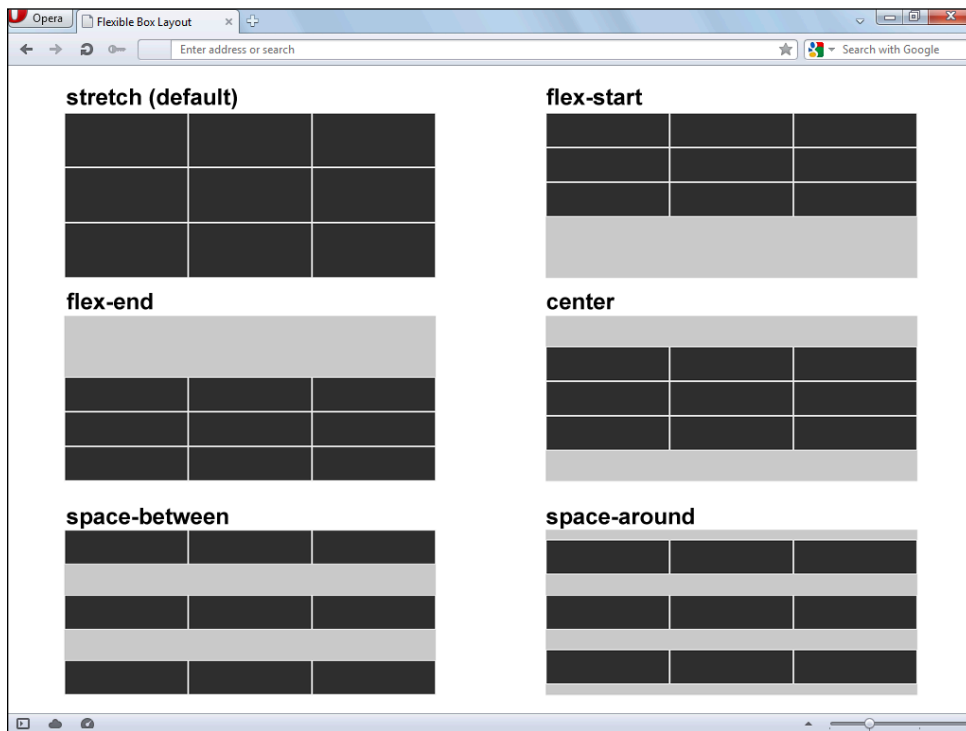 Opera
Flexible Box Layout
Enter address or search
Search with Google
stretch (default)
flex-start
flex-end
center
space-between
space-around